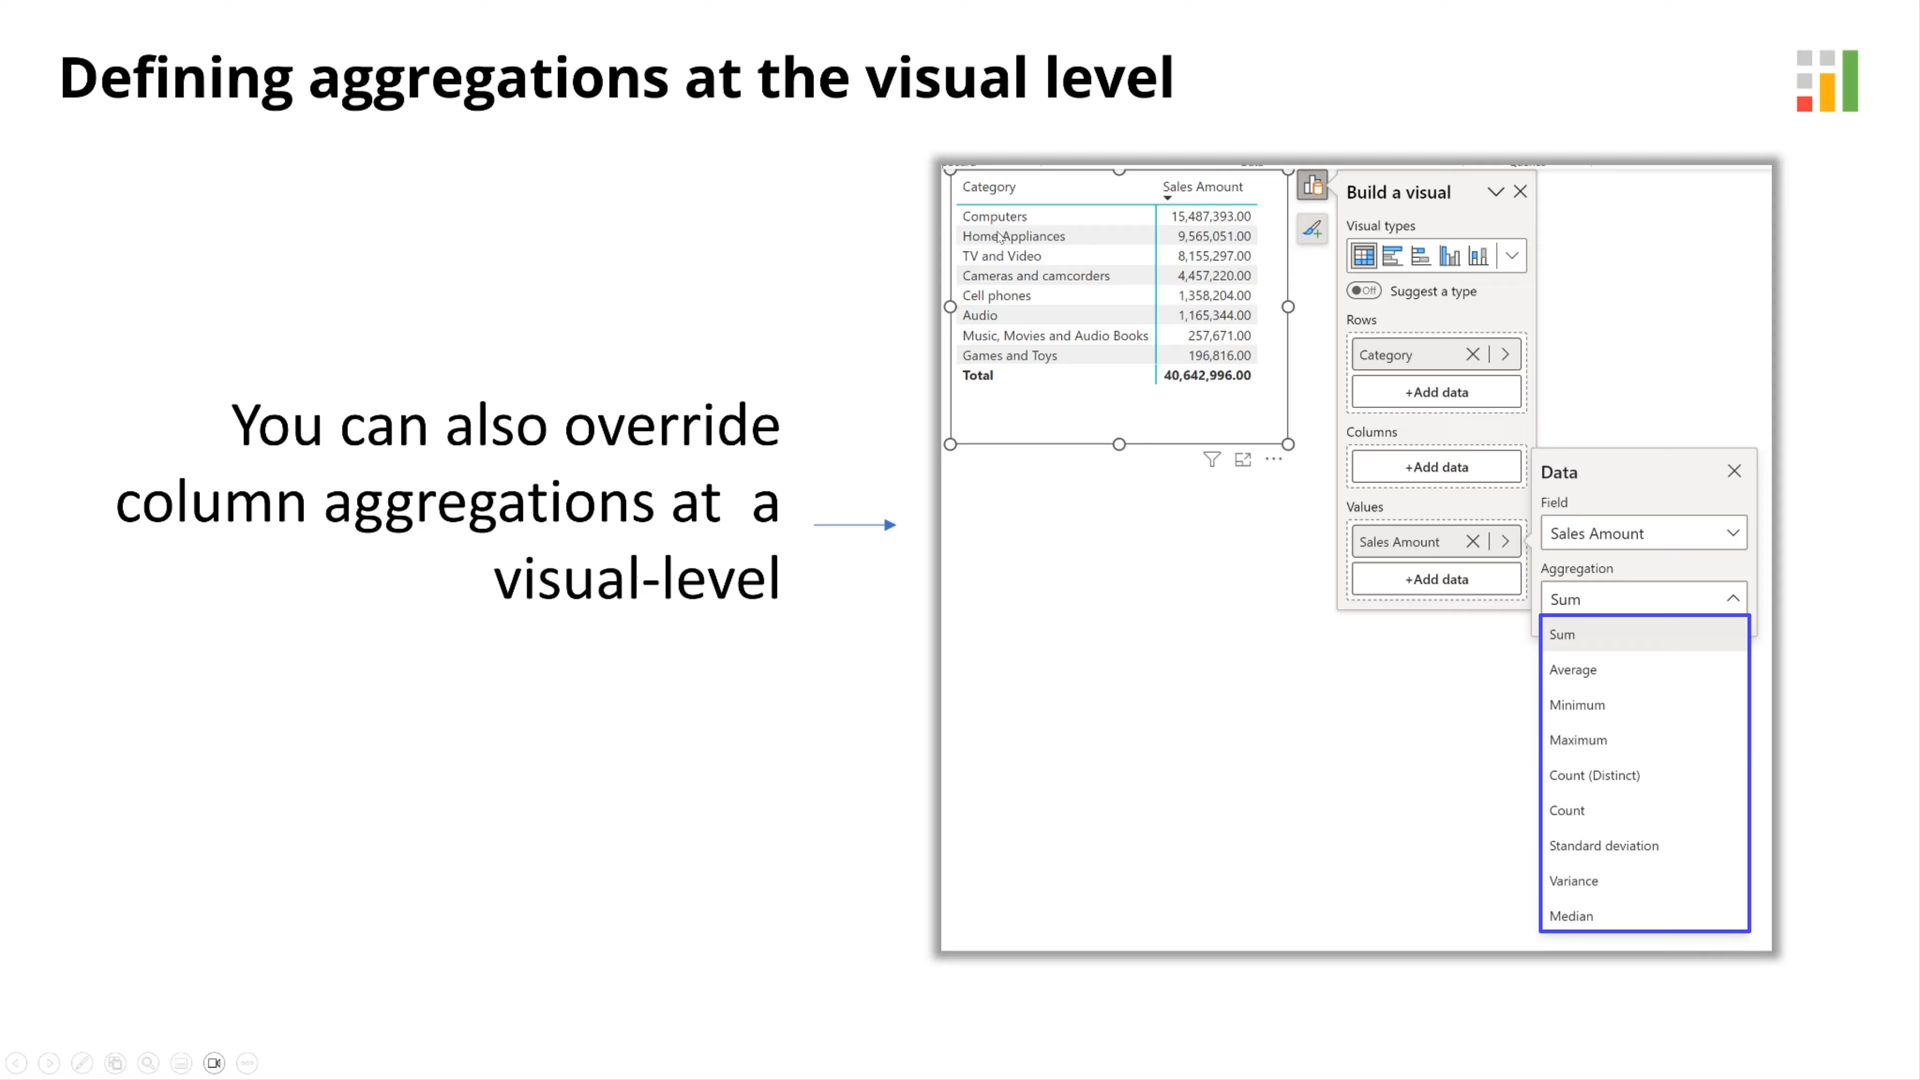 Defining aggregations at the visual level
You can also override
column aggregations at a
visual-level
Category Sales Amount
Computers 15,487,393.00
Home Appliances 9,565,051.00
TV and Video 8,155,297.00
Cameras and camcorders 4,457,220.00
Cell phones 1,358,204.00
Audio 1,165,344.00
Music, Movies and Audio Books 257,671.00
Games and Toys 196,816.00
Total 40,642,996.00
Build a visual
Visual types
Off Suggest a type
Rows
Category
+Add data
Columns
+Add data
Values
Sales Amount
+Add data
Data
Field
Sales Amount
Aggregation
Sum
Sum
Average
Minimum
Maximum
Count (Distinct)
Count
Standard deviation
Variance
Median